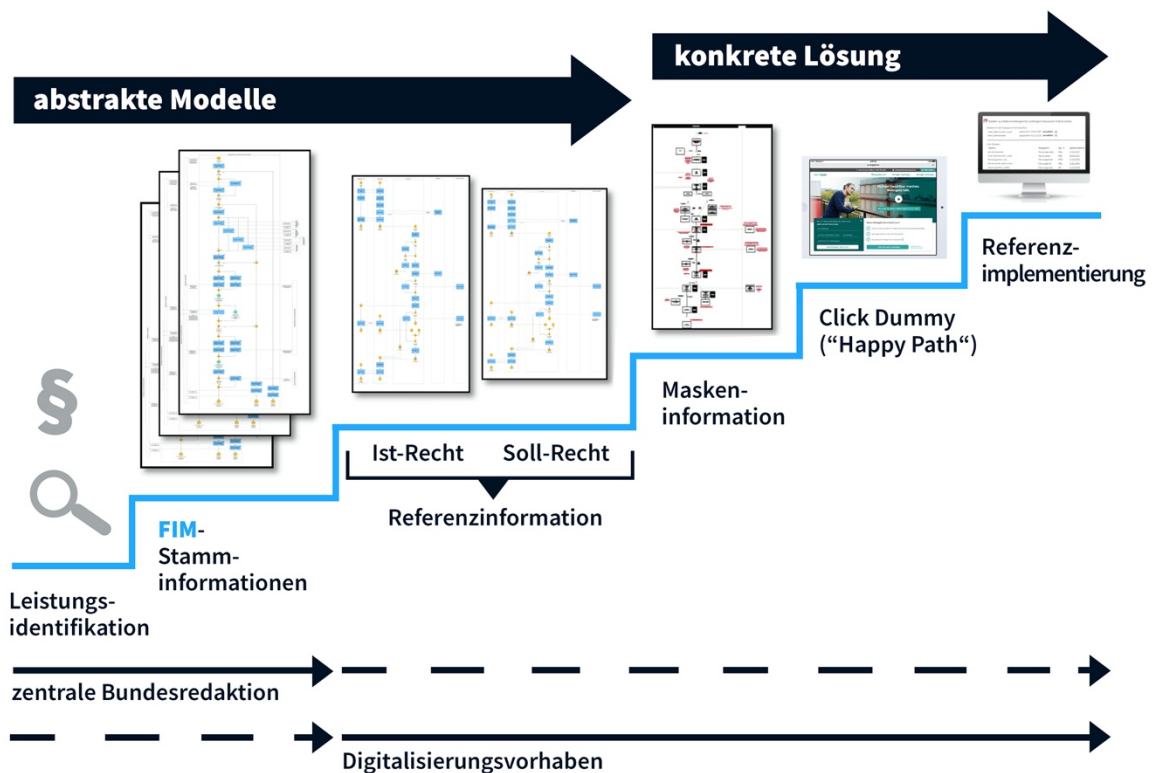 konkrete Lösung
abstrakte Modelle
Referenz-
implementierung
Click Dummy
(“Happy Path“)
Masken-
information
Ist-Recht
Soll-Recht
Referenzinformation
FIM-
Stamm-
informationen
Leistungs-
identifikation
zentrale Bundesredaktion
Digitalisierungsvorhaben